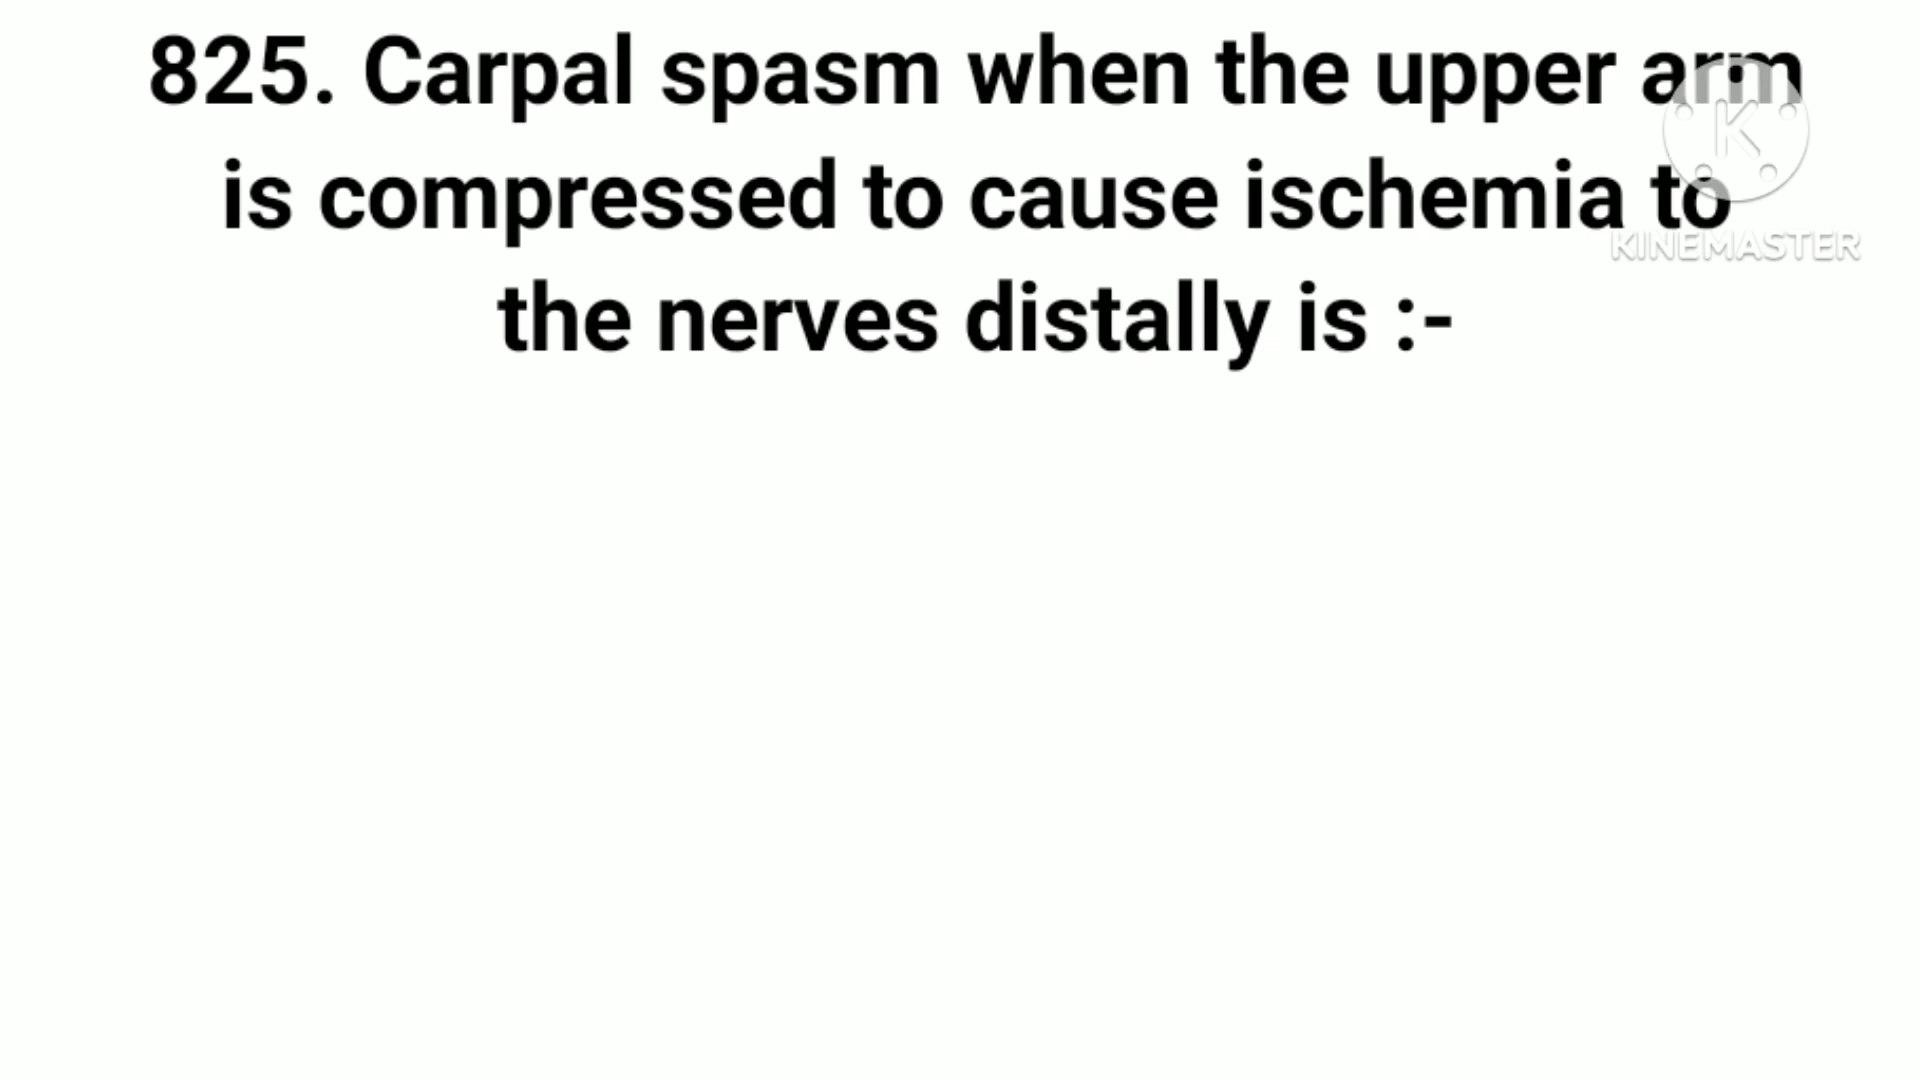 825. Carpal spasm when the upper arm
is compressed to cause ischemia to
the nerves distally is :-
K
KINEMASTER